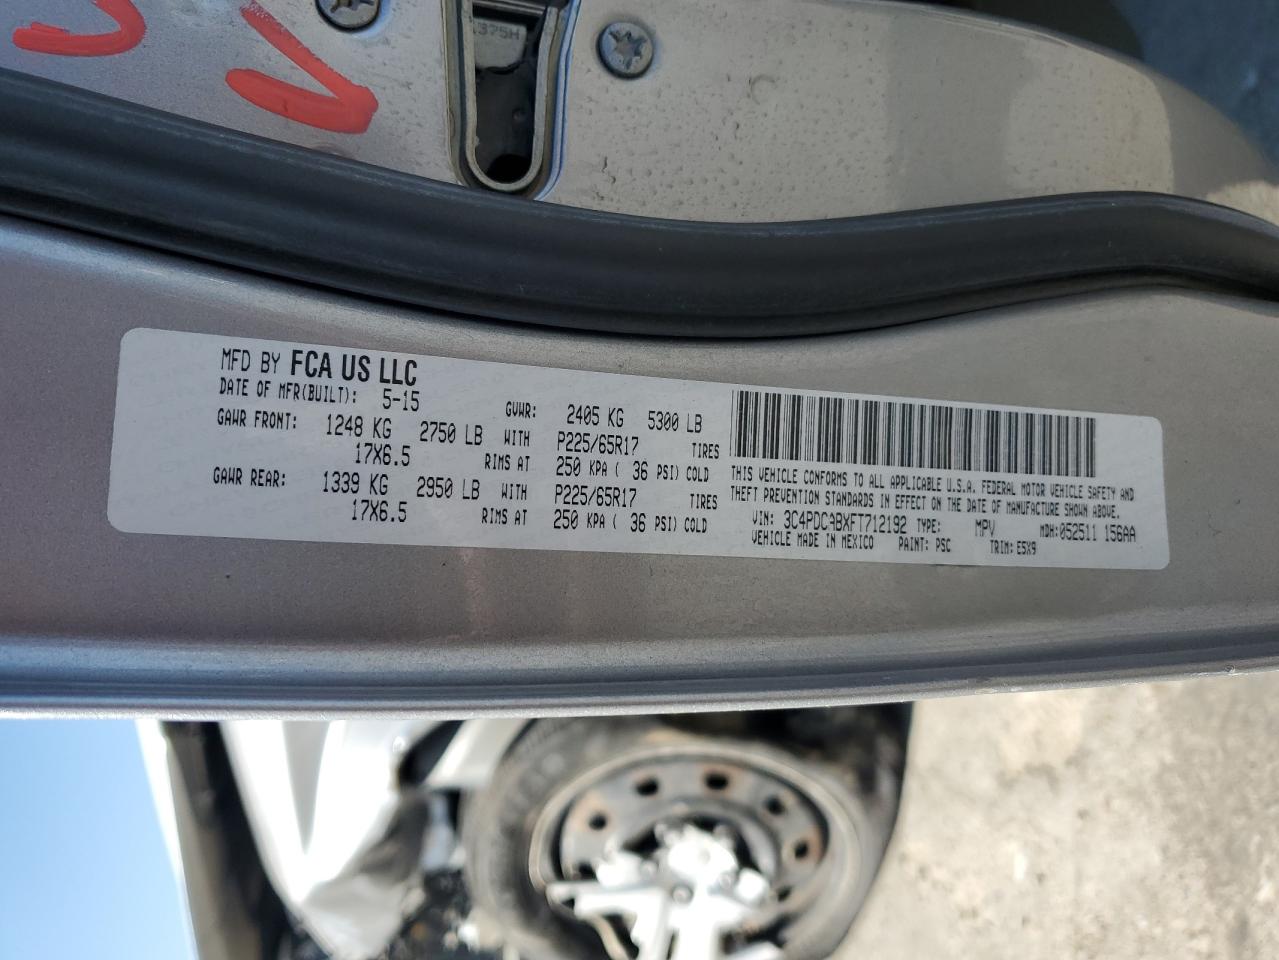 375H
MFD BY FCA US LLC
DATE OF MFR(BUILT): 5-15 GVWR: 2405 KG 5300 LB
GAWR FRONT: 1248 KG 2750 LB WITH P225/65R17 TIRES
17X6.5 RIMS AT 250 KPA ( 36 PSI) COLD
GAWR REAR: 1339 KG 2950 LB WITH P225/65R17 TIRES
17X6.5 RIMS AT 250 KPA ( 36 PSI) COLD
THIS VEHICLE CONFORMS TO ALL APPLICABLE U.S.A. FEDERAL MOTOR VEHICLE SAFETY AND
THEFT PREVENTION STANDARDS IN EFFECT ON THE DATE OF MANUFACTURE SHOWN ABOVE.
VIN: 3C4PDCABXFT712192 TYPE: MPV MDH: 052511 156AA
VEHICLE MADE IN MEXICO PAINT: PSC TRIM: E5X9